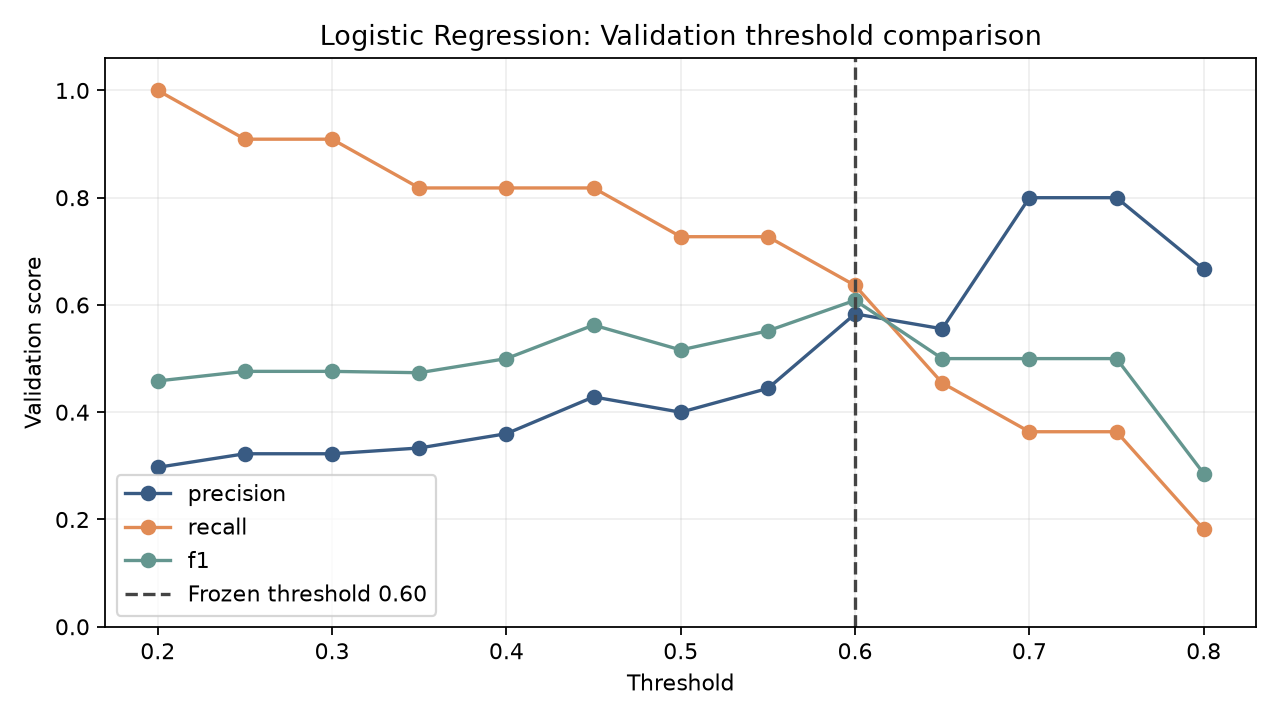 Logistic Regression: Validation threshold comparison
Validation score
1.0
0.8
0.6
0.4
0.2
0.0
precision
recall
f1
Frozen threshold 0.60
0.2 0.3 0.4 0.5 0.6 0.7 0.8
Threshold